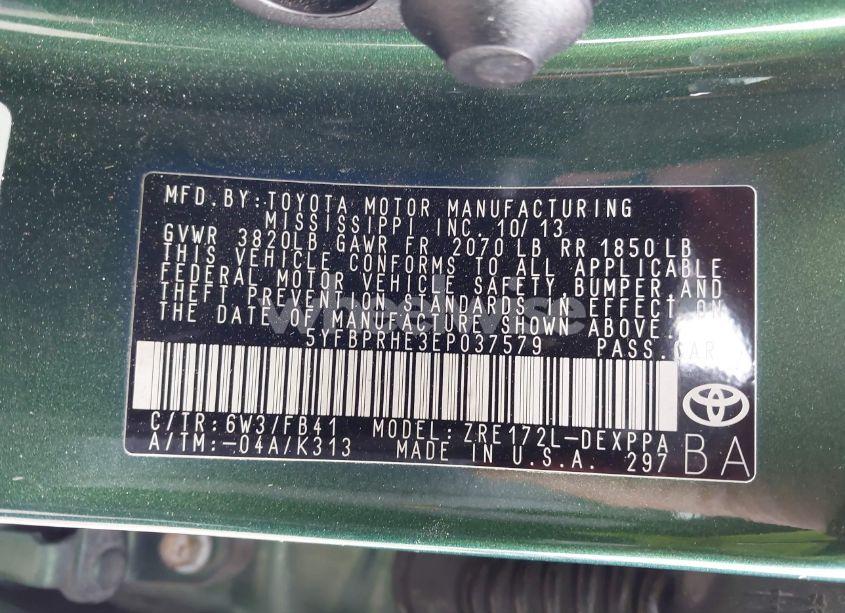 MFD.BY:TOYOTA MOTOR MANUFACTURING
MISSISSIPPI INC. 10/13
GVWR 3820LB GAWR FR 2070 LB RR 1850LB
THIS VEHICLE CONFORMS TO ALL APPLICABLE
FEDERAL MOTOR VEHICLE SAFETY, BUMPER, AND
THEFT PREVENTION STANDARDS IN EFFECT ON
THE DATE OF MANUFACTURE SHOWN ABOVE.
5YFBPRHE3EP037579 PASS.CAR
C/TR:6W3/FB41 MODEL:ZRE172L-DEXPPA
A/TM:-04A/K313 MADE IN U.S.A. 297
BA
wheelwise